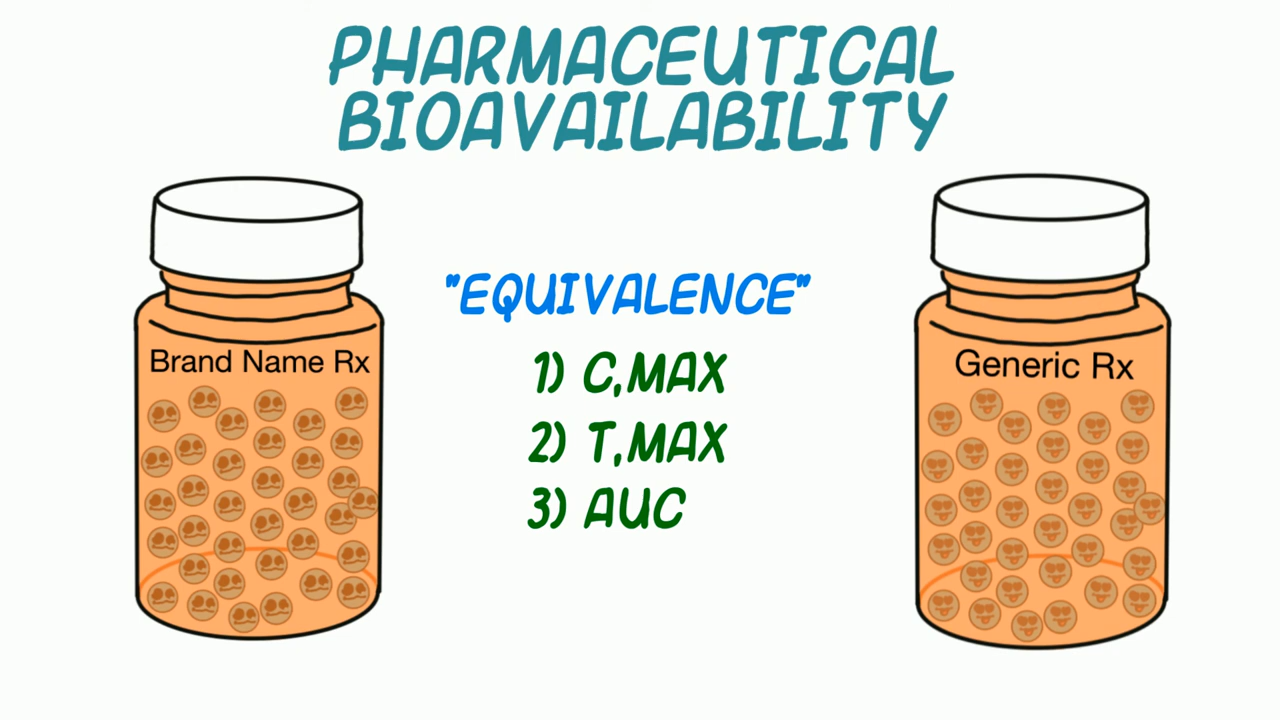 PHARMACEUTICAL
BIOAVAILABILITY
"EQUIVALENCE"
Brand Name Rx
Generic Rx
1) C,MAX
2) T,MAX
3) AUC